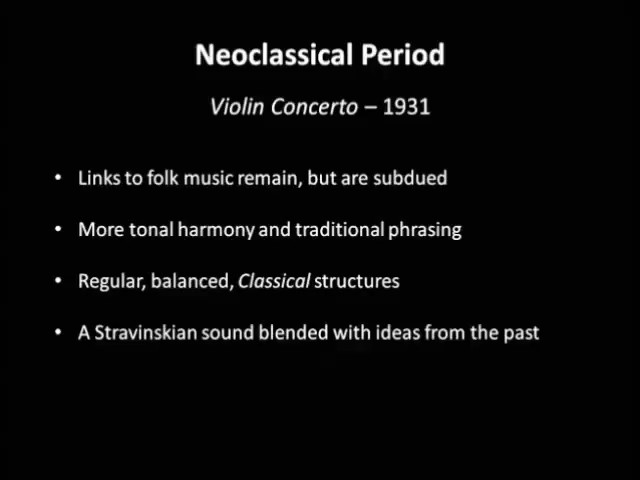 Neoclassical Period
Violin Concerto – 1931
• Links to folk music remain, but are subdued
• More tonal harmony and traditional phrasing
• Regular, balanced, Classical structures
• A Stravinskian sound blended with ideas from the past